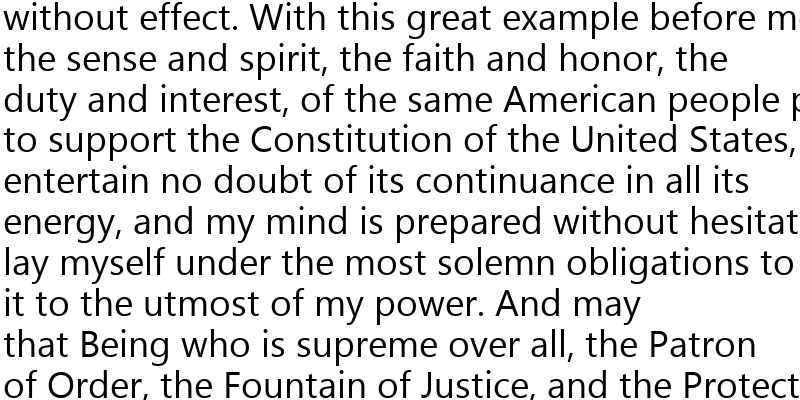 without effect. With this great example before
the sense and spirit, the faith and honor, the
duty and interest, of the same American people
to support the Constitution of the United States,
entertain no doubt of its continuance in all its
energy, and my mind is prepared without hesitat
lay myself under the most solemn obligations to
it to the utmost of my power. And may
that Being who is supreme over all, the Patron
of Order, the Fountain of Justice, and the Protect